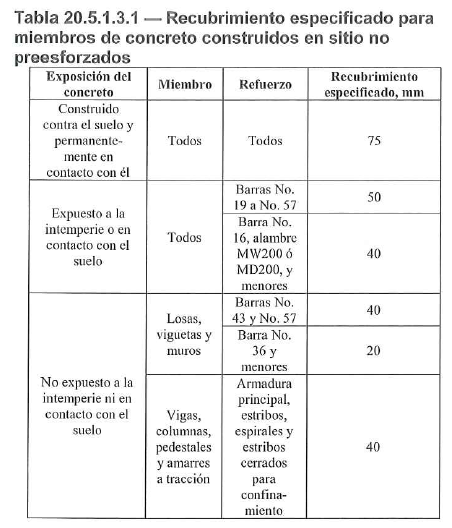 Tabla 20.5.1.3.1 — Recubrimiento especificado para
miembros de concreto construidos en sitio no
preesforzados
Exposición del
concreto
Miembro
Refuerzo
Recubrimiento
especificado, mm
Construido
contra el suelo y
permanente-
mente en
contacto con él
Todos
Todos
75
Expuesto a la
intemperie o en
contacto con el
suelo
Todos
Barras No.
19 a No. 57
50
Barra No.
16, alambre
MW200 ó
MD200, y
menores
40
No expuesto a la
intemperie ni en
contacto con el
suelo
Losas,
viguetas y
muros
Barras No.
43 y No. 57
40
Barra No.
36 y
menores
20
Vigas,
columnas,
pedestales
y amarres
a tracción
Armadura
principal,
estribos,
espirales y
estribos
cerrados
para
confina-
miento
40